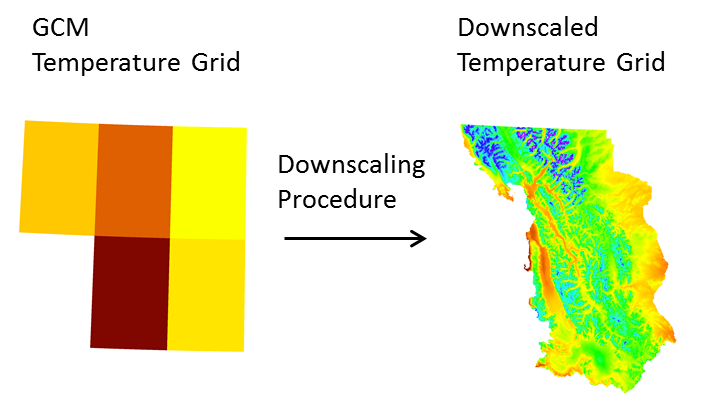 GCM
Temperature Grid
Downscaled
Temperature Grid
Downscaling
Procedure